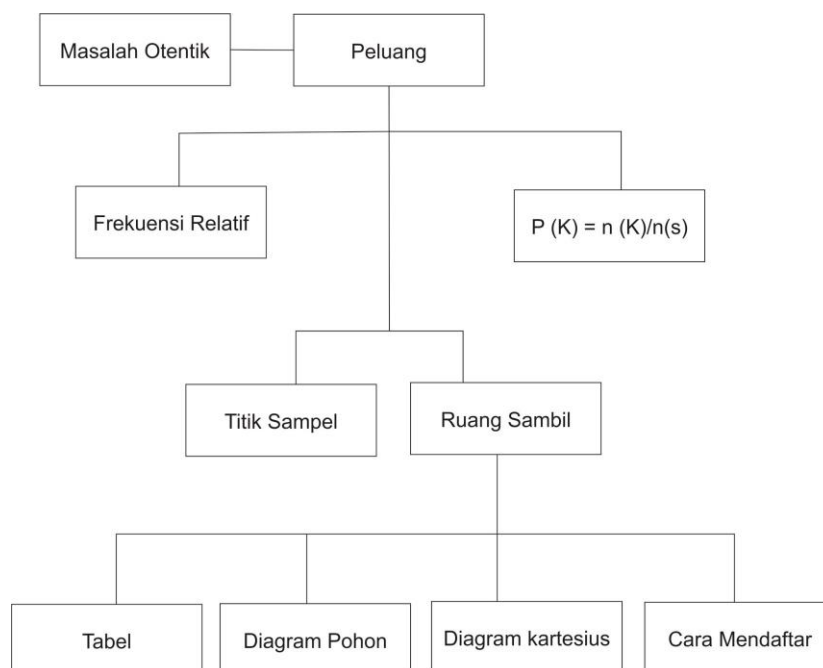 Masalah Otentik
Peluang
Frekuensi Relatif
P (K) = n (K)/n(s)
Titik Sampel
Ruang Sambil
Tabel
Diagram Pohon
Diagram kartesius
Cara Mendaftar